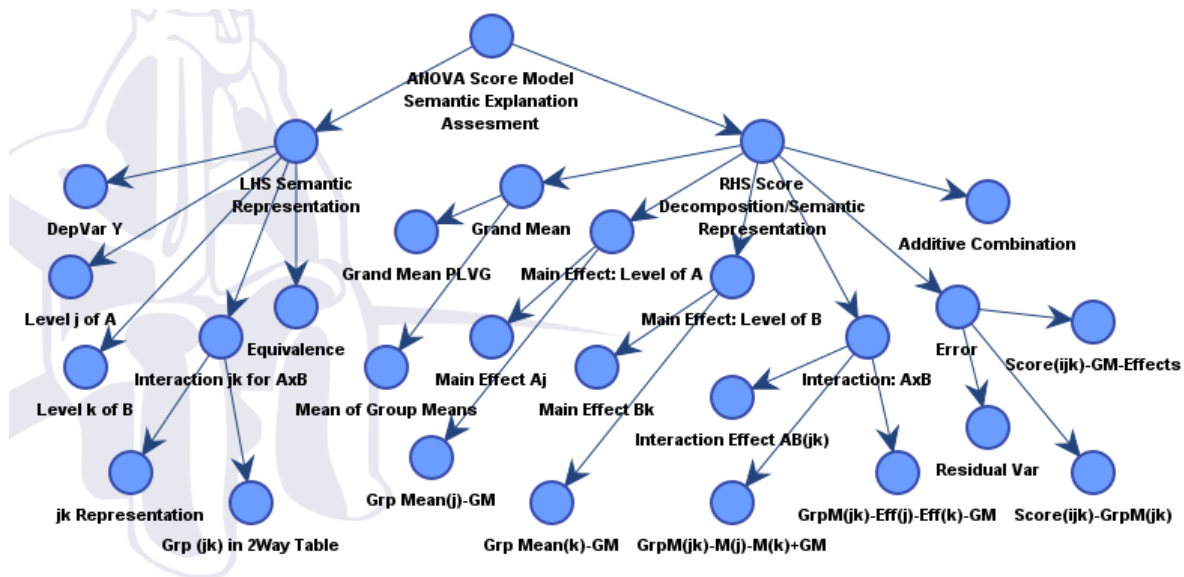 ANOVA Score Model
Semantic Explanation
Assesment
LHS Semantic
Representation
RHS Score
Decomposition/Semantic
Representation
DepVar Y
Grand Mean
Additive Combination
Grand Mean PLVG
Main Effect: Level of A
Level j of A
Main Effect: Level of B
Equivalence
Error
Score(ijk)-GM-Effects
Interaction jk for AxB
Main Effect Aj
Interaction: AxB
Level k of B
Mean of Group Means
Main Effect Bk
Interaction Effect AB(jk)
Residual Var
Grp Mean(j)-GM
jk Representation
GrpM(jk)-Eff(j)-Eff(k)-GM
Score(ijk)-GrpM(jk)
Grp (jk) in 2Way Table
Grp Mean(k)-GM
GrpM(jk)-M(j)-M(k)+GM